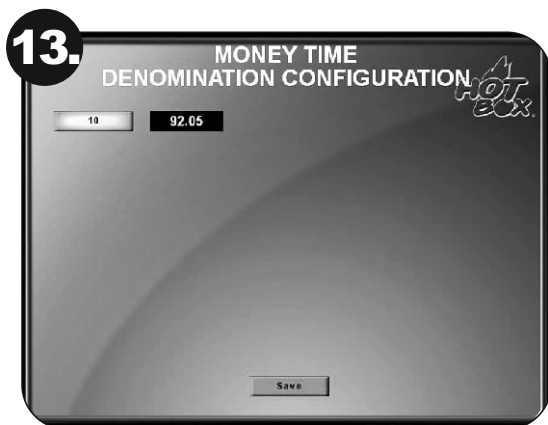 13.
MONEY TIME
DENOMINATION CONFIGURATION
HOT
BOX®
10 92.05
Save